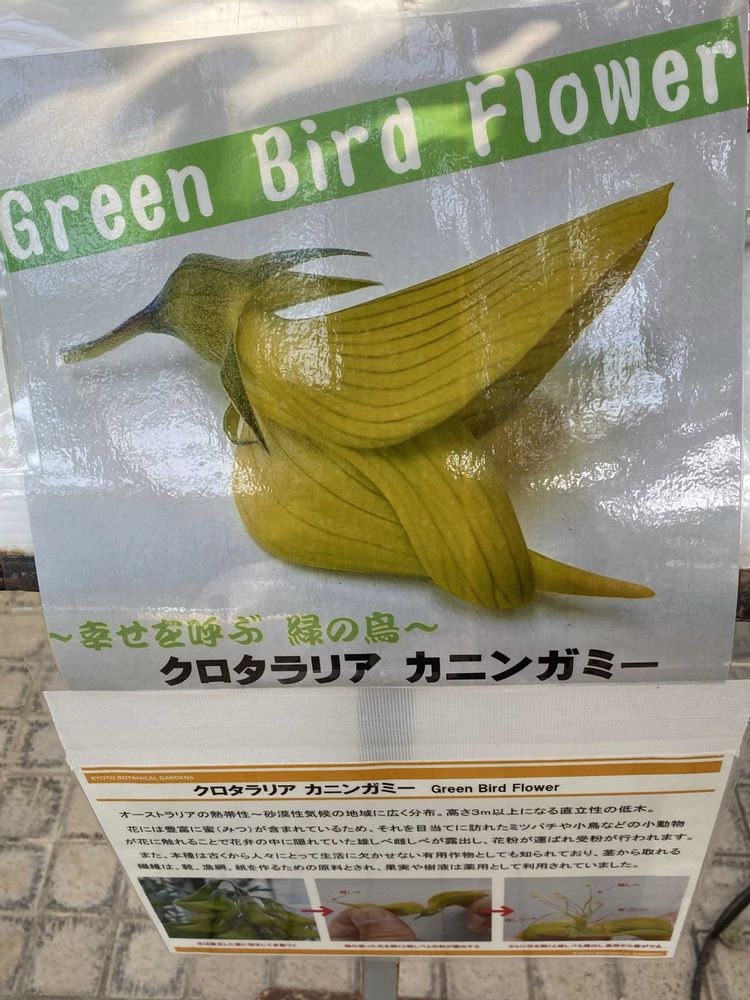 Green Bird Flower
～幸せを呼ぶ 緑の鳥～
クロタラリア カニンガミー
KYOTO BOTANICAL GARDENS
クロタラリア カニンガミー Green Bird Flower
オーストラリアの熱帯性～砂漠性気候の地域に広く分布。高さ3m以上になる直立性の低木。
花には豊富に蜜（みつ）が含まれているため、それを目当てに訪れたミツバチや小鳥などの小動物
が花に触れることで花弁の中に隠れていた雄しべ雌しべが露出し、花粉が運ばれ受粉が行われます。
また、本種は古くから人々にとって生活に欠かせない有用作物としても知られており、茎から取れる
繊維は、靴、漁網、紙を作るための原料とされ、果実や樹液は薬用として利用されていました。
KYOTO BOTANICAL GARDENS